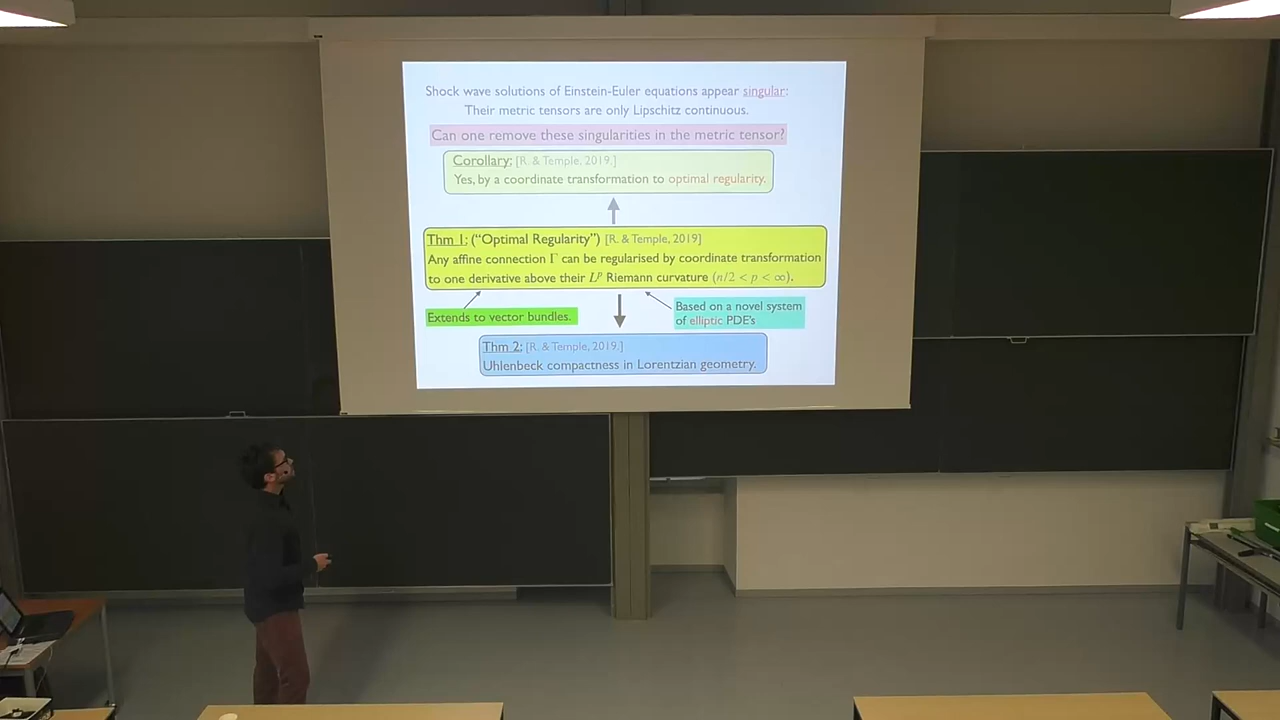 Shock wave solutions of Einstein-Euler equations appear singular:
Their metric tensors are only Lipschitz continuous.
Can one remove these singularities in the metric tensor?
Corollary: [R. & Temple, 2019.]
Yes, by a coordinate transformation to optimal regularity.
Thm 1: ("Optimal Regularity") [R. & Temple, 2019]
Any affine connection Γ can be regularised by coordinate transformation
to one derivative above their Lᵖ Riemann curvature (n/2 < p < ∞).
Extends to vector bundles.
Based on a novel system
of elliptic PDE's
Thm 2: [R. & Temple, 2019.]
Uhlenbeck compactness in Lorentzian geometry.